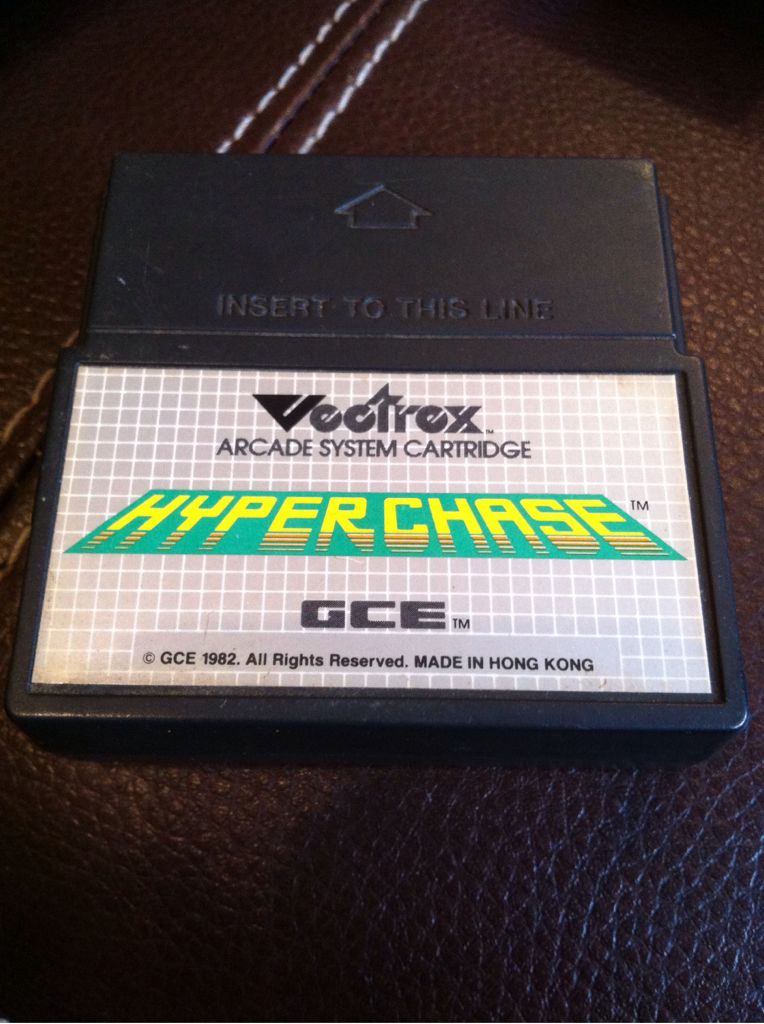 INSERT TO THIS LINE
Vectrex™
ARCADE SYSTEM CARTRIDGE
HYPERCHASE™
GCE™
© GCE 1982. All Rights Reserved. MADE IN HONG KONG